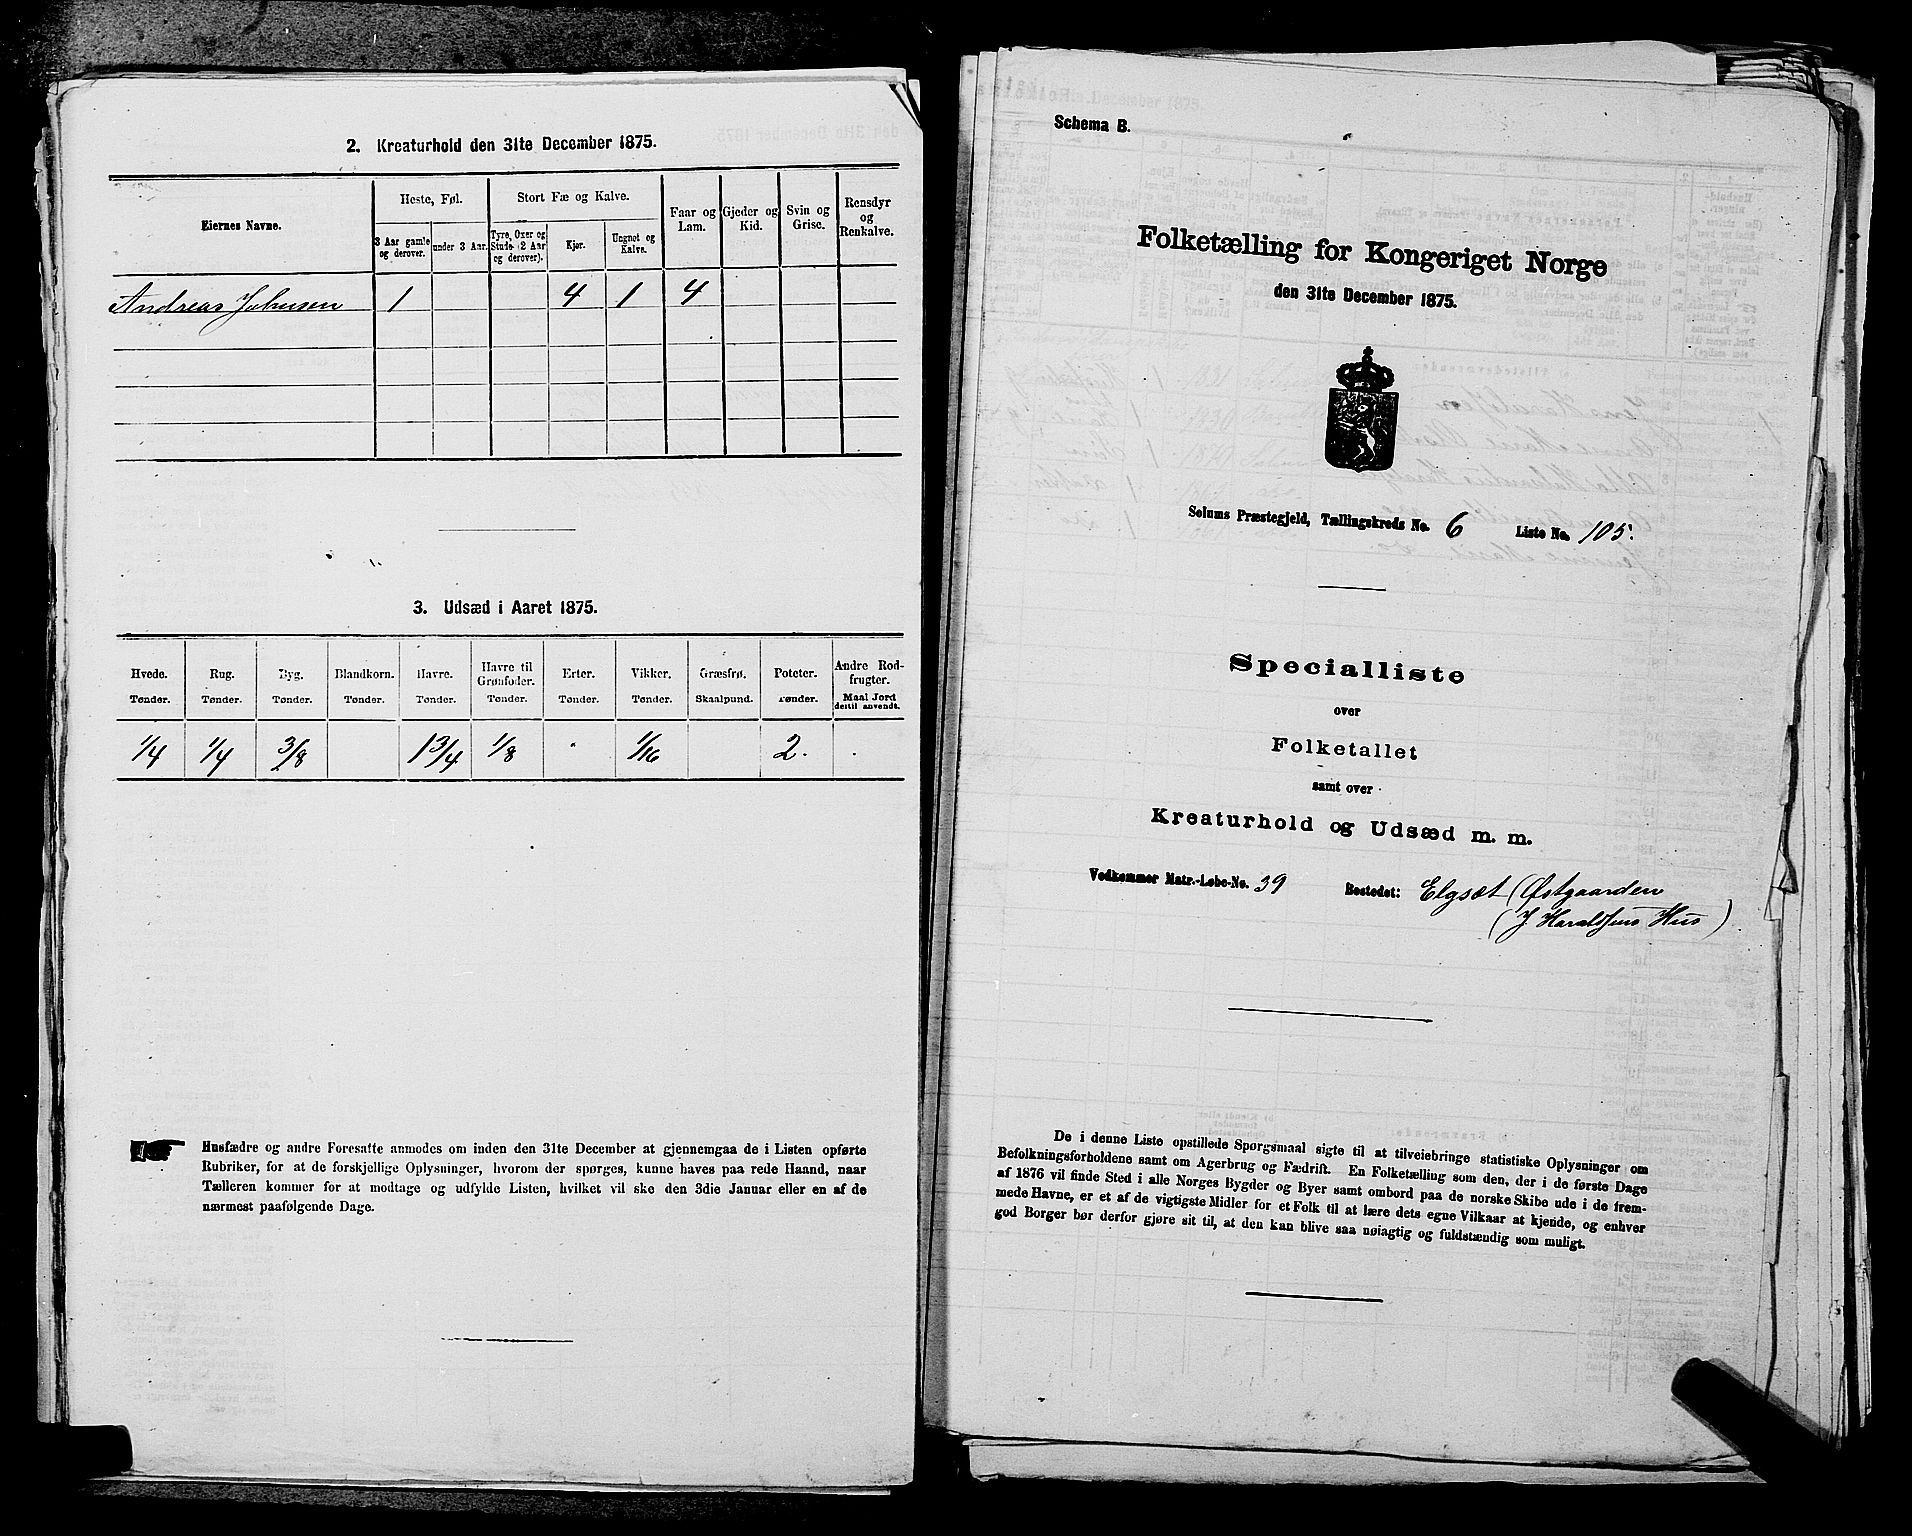 2. Kreaturhold den 31te December 1875.
Eiernes Navne.
Heste, Føl.
Stort Fæ og Kalve.
Faar og Lam.
Gjeder og Kid.
Svin og Grise.
Rensdyr og Renkalve.
3 Aar gamle og derover.
under 3 Aar.
Tyre, Oxer og Stude (2 Aar og derover).
Kjør.
Ungnøt og Kalve.
Andreas Johnsen 1 4 1 4
3. Udsæd i Aaret 1875.
Hvede. Rug. Byg. Blandkorn. Havre. Havre til Grønfoder. Erter. Vikker. Græsfrø. Poteter. Andre Rodfrugter.
Tønder. Tønder. Tønder. Tønder. Tønder. Tønder. Tønder. Tønder. Skaalpund. Tønder. Maal Jord dertil anvendt.
1/4 1/4 3/8 1 3/4 1/8 1/16 2.
Husfædre og andre Foresatte anmodes om inden den 31te December at gjennemgaa de i Listen opførte
Rubriker, for at de forskjellige Oplysninger, hvorom der spørges, kunne haves paa rede Haand, naar
Tælleren kommer for at modtage og udfylde Listen, hvilket vil ske den 3die Januar eller en af de
nærmest paafølgende Dage.
Schema B.
Folketælling for Kongeriget Norge
den 31te December 1875.
Solums Præstegjeld, Tællingskreds No. 6 Liste No. 105.
Specialliste
over
Folketallet
samt over
Kreaturhold og Udsæd m. m.
Vedkommer Matr.-Løbe-No. 39 Bostedet: Elgsæt (Østgaarden
(J Haraldsens Hus)
De i denne Liste opstillede Spørgsmaal sigte til at tilveiebringe statistiske Oplysninger om
Befolkningsforholdene samt om Agerbrug og Fædrift. En Folketælling som den, der i de første Dage
af 1876 vil finde Sted i alle Norges Bygder og Byer samt ombord paa de norske Skibe ude i de frem-
mede Havne, er et af de vigtigste Midler for et Folk til at lære dets egne Vilkaar at kjende, og enhver
god Borger bør derfor gjøre sit til, at den kan blive saa nøiagtig og fuldstændig som muligt.